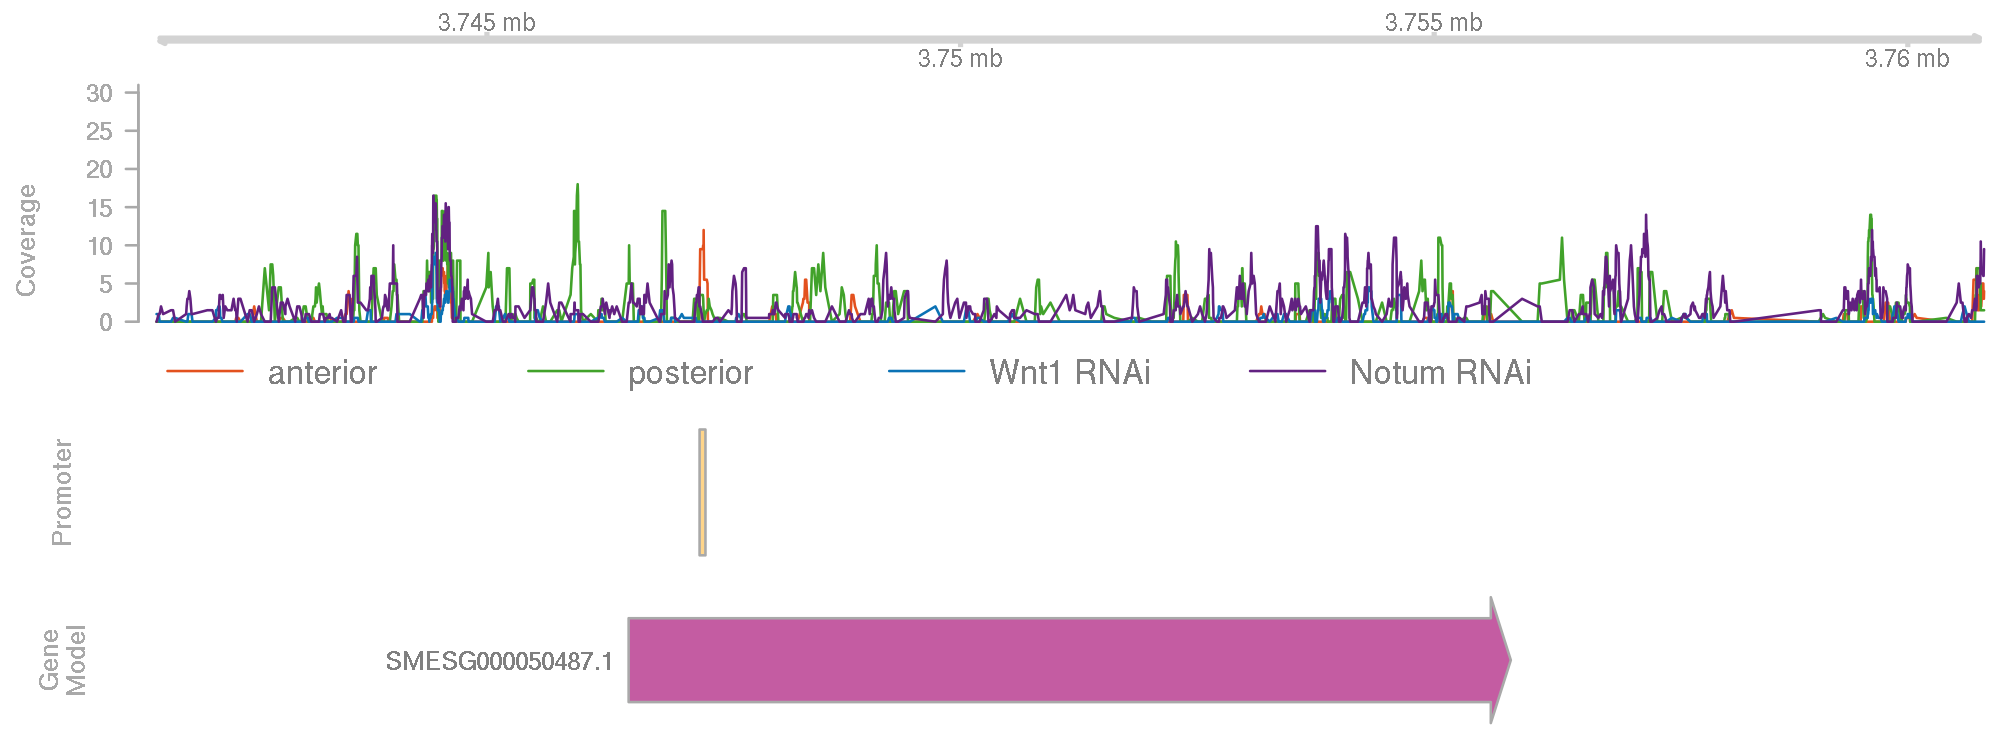 3.745 mb
3.755 mb
3.75 mb
3.76 mb
30
25
20
15
10
5
0
Coverage
anterior
posterior
Wnt1 RNAi
Notum RNAi
Promoter
Gene
Model
SMESG000050487.1